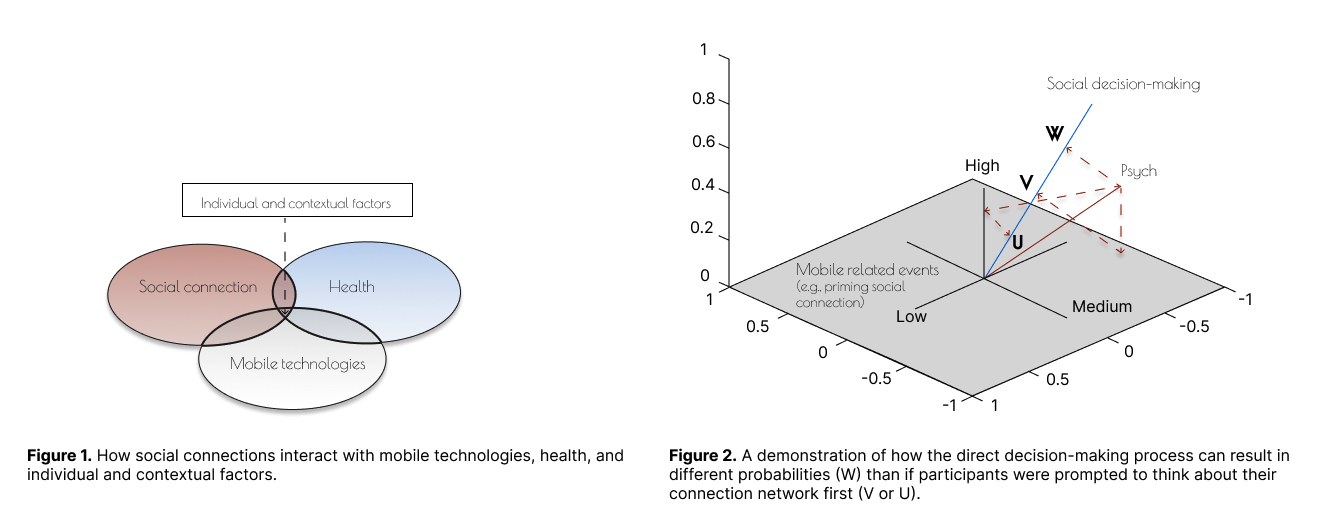 Individual and contextual factors
Social connection
Health
Mobile technologies
Figure 1. How social connections interact with mobile technologies, health, and
individual and contextual factors.
1
0.8
0.6
0.4
0.2
0
Social decision-making
W
High
Psych
V
U
Mobile related events
(e.g., priming social
connection)
Low
Medium
1
0.5
0
-0.5
-1
1
0.5
0
-0.5
-1
Figure 2. A demonstration of how the direct decision-making process can result in
different probabilities (W) than if participants were prompted to think about their
connection network first (V or U).